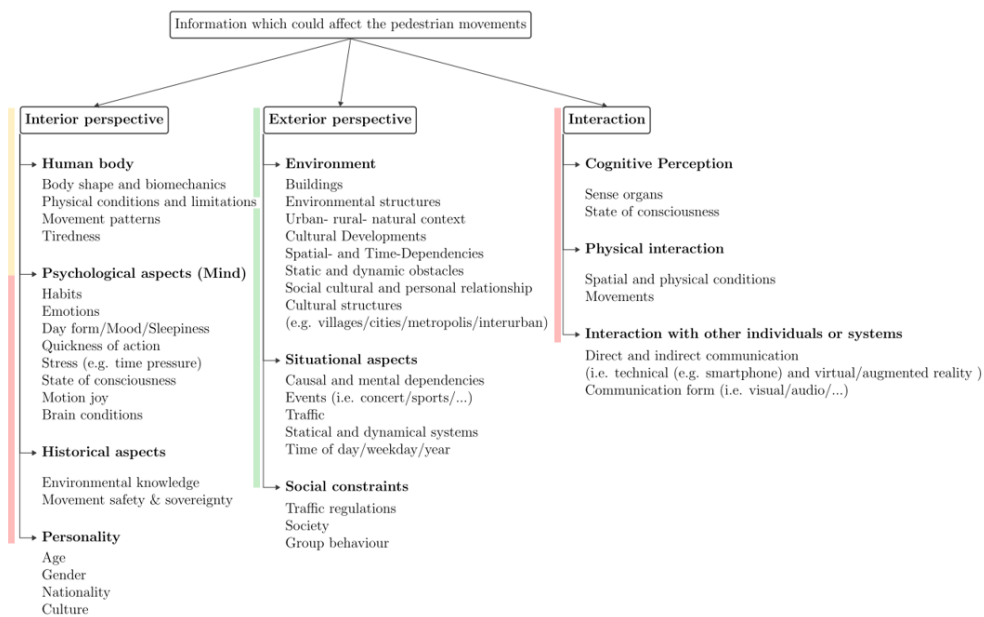 Information which could affect the pedestrian movements
Interior perspective
Human body
Body shape and biomechanics
Physical conditions and limitations
Movement patterns
Tiredness
Psychological aspects (Mind)
Habits
Emotions
Day form/Mood/Sleepiness
Quickness of action
Stress (e.g. time pressure)
State of consciousness
Motion joy
Brain conditions
Historical aspects
Environmental knowledge
Movement safety & sovereignty
Personality
Age
Gender
Nationality
Culture
Exterior perspective
Environment
Buildings
Environmental structures
Urban- rural- natural context
Cultural Developments
Spatial- and Time-Dependencies
Static and dynamic obstacles
Social cultural and personal relationship
Cultural structures
(e.g. villages/cities/metropolis/interurban)
Situational aspects
Causal and mental dependencies
Events (i.e. concert/sports/...)
Traffic
Statical and dynamical systems
Time of day/weekday/year
Social constraints
Traffic regulations
Society
Group behaviour
Interaction
Cognitive Perception
Sense organs
State of consciousness
Physical interaction
Spatial and physical conditions
Movements
Interaction with other individuals or systems
Direct and indirect communication
(i.e. technical (e.g. smartphone) and virtual/augmented reality )
Communication form (i.e. visual/audio/...)